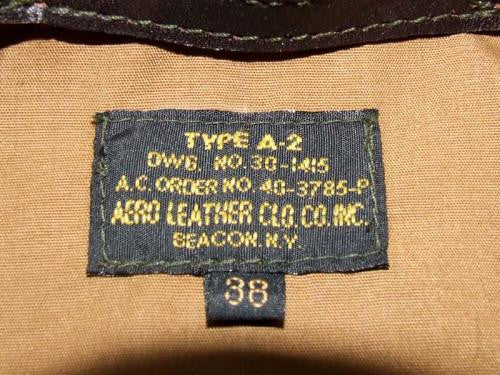 TYPE A-2
DWG. NO. 30-1415
A.C. ORDER NO. 40-3785-P
AERO LEATHER CLO. CO. INC.
BEACON. N.Y.
38